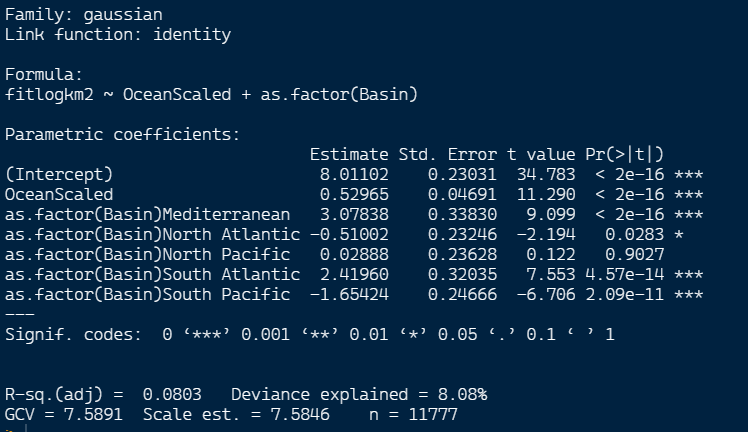 Family: gaussian
Link function: identity
Formula:
fitlogkm2 ~ OceanScaled + as.factor(Basin)
Parametric coefficients:
Estimate Std. Error t value Pr(>|t|)
(Intercept) 8.01102 0.23031 34.783 < 2e-16 ***
OceanScaled 0.52965 0.04691 11.290 < 2e-16 ***
as.factor(Basin)Mediterranean 3.07838 0.33830 9.099 < 2e-16 ***
as.factor(Basin)North Atlantic -0.51002 0.23246 -2.194 0.0283 *
as.factor(Basin)North Pacific 0.02888 0.23628 0.122 0.9027
as.factor(Basin)South Atlantic 2.41960 0.32035 7.553 4.57e-14 ***
as.factor(Basin)South Pacific -1.65424 0.24666 -6.706 2.09e-11 ***
---
Signif. codes: 0 ‘***’ 0.001 ‘**’ 0.01 ‘*’ 0.05 ‘.’ 0.1 ‘ ’ 1
R-sq.(adj) = 0.0803 Deviance explained = 8.08%
GCV = 7.5891 Scale est. = 7.5846 n = 11777